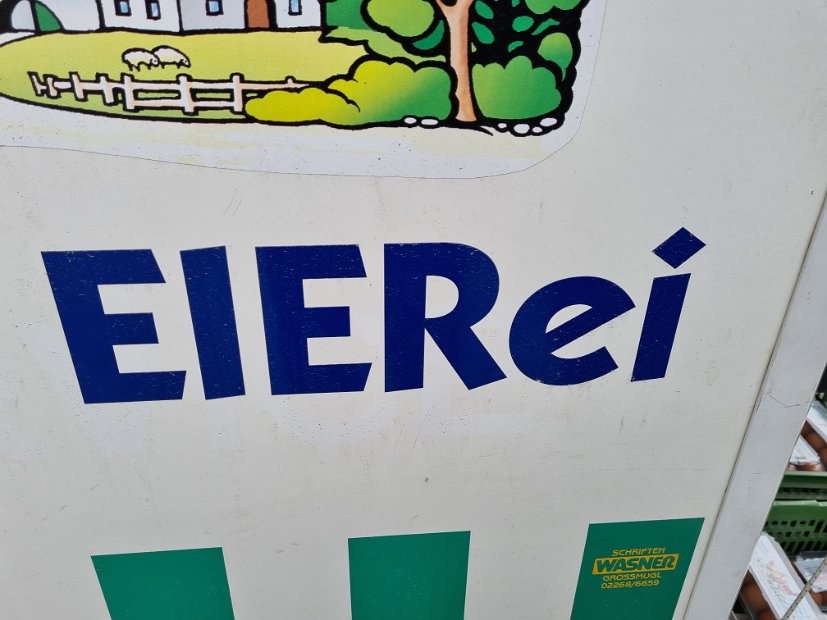 EIERei
SCHRIFTEN
WASNER
GROSSMUGL
02268/6659